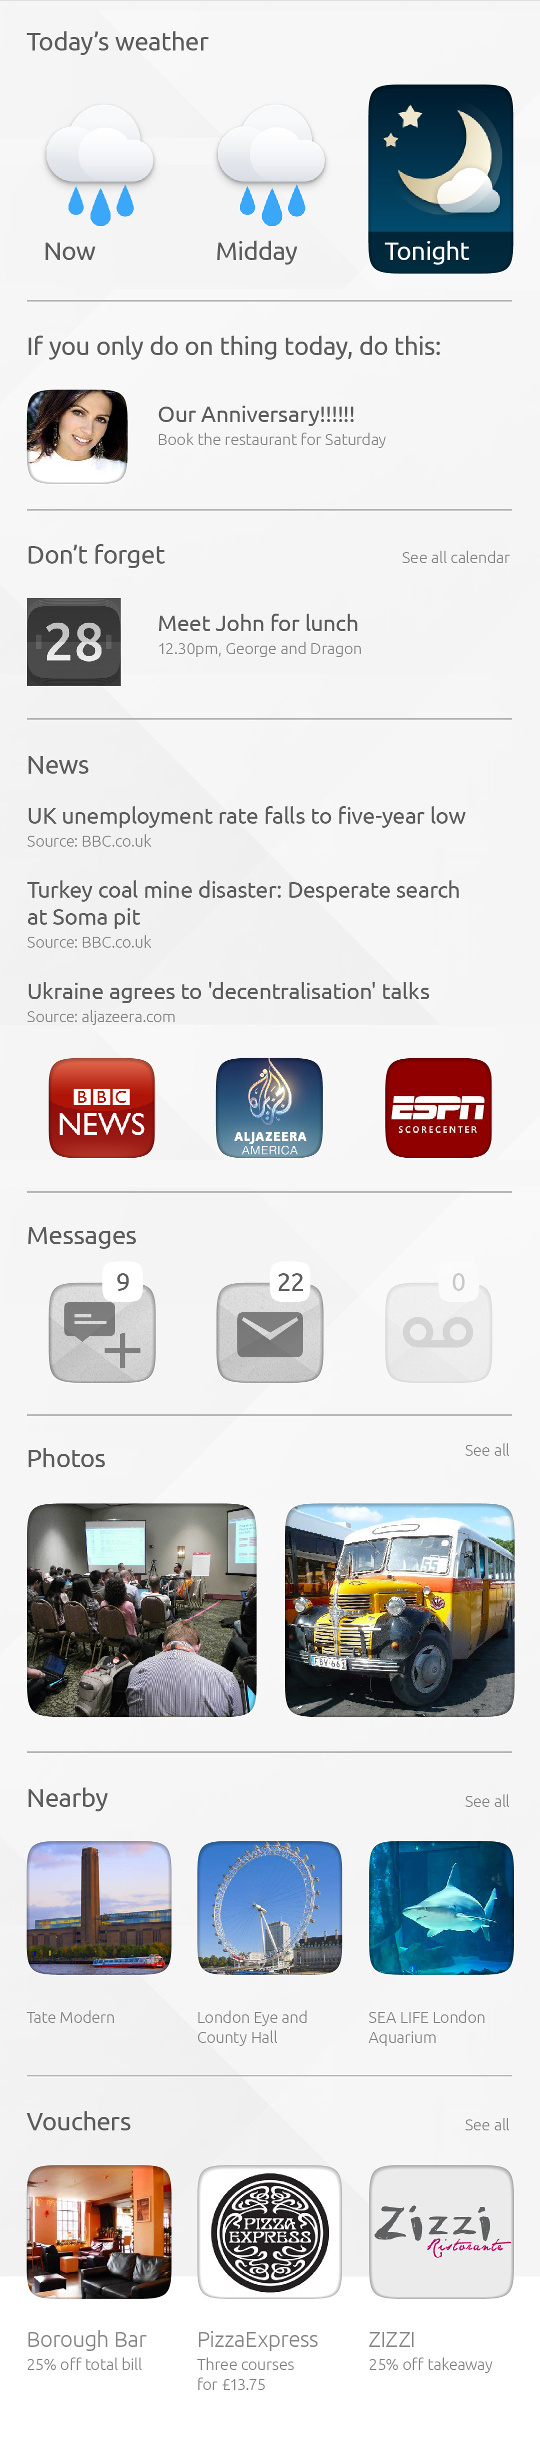 Today's weather
Now
Midday
Tonight
If you only do on thing today, do this:
Our Anniversary!!!!!!
Book the restaurant for Saturday
Don't forget
See all calendar
28
Meet John for lunch
12.30pm, George and Dragon
News
UK unemployment rate falls to five-year low
Source: BBC.co.uk
Turkey coal mine disaster: Desperate search
at Soma pit
Source: BBC.co.uk
Ukraine agrees to 'decentralisation' talks
Source: aljazeera.com
BBC
NEWS
ALJAZEERA
AMERICA
ESPN
SCORECENTER
Messages
9
22
0
Photos
See all
55
FBY 661
Nearby
See all
Tate Modern
London Eye and
County Hall
SEA LIFE London
Aquarium
Vouchers
See all
PIZZA
EXPRESS
Zizzi
Ristorante
Borough Bar
25% off total bill
PizzaExpress
Three courses
for £13.75
ZIZZI
25% off takeaway